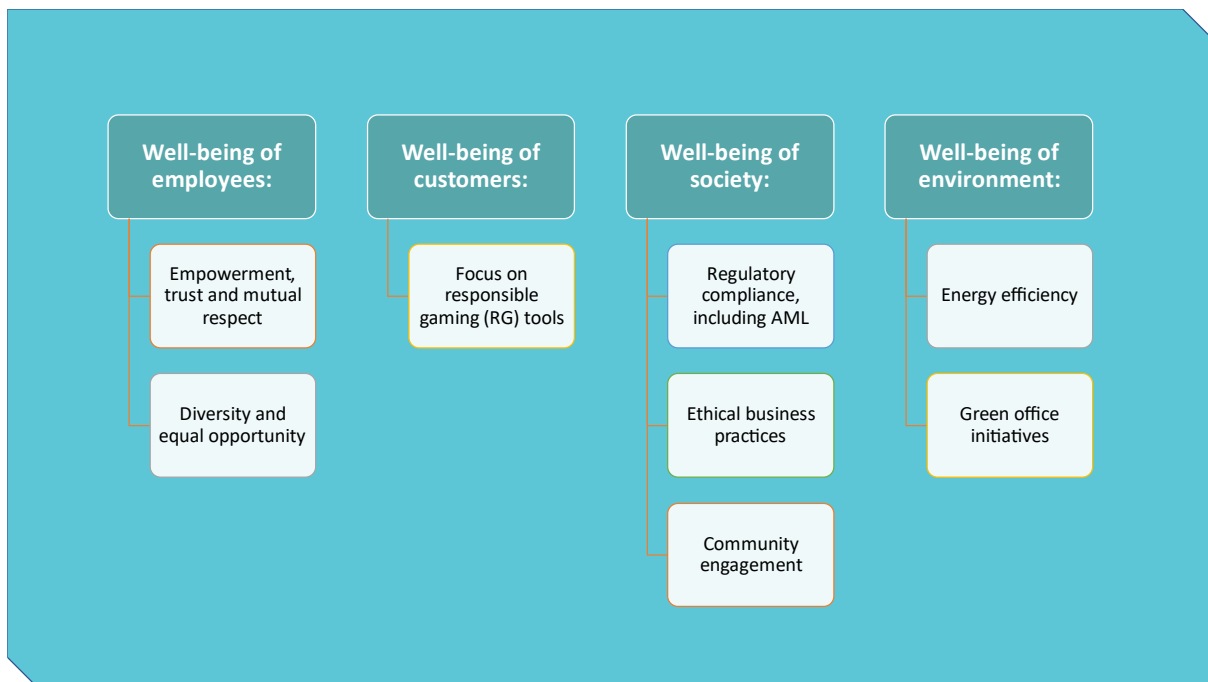 Well-being of
employees:
Empowerment,
trust and mutual
respect
Diversity and
equal opportunity
Well-being of
customers:
Focus on
responsible
gaming (RG) tools
Well-being of
society:
Regulatory
compliance,
including AML
Ethical business
practices
Community
engagement
Well-being of
environment:
Energy efficiency
Green office
initiatives